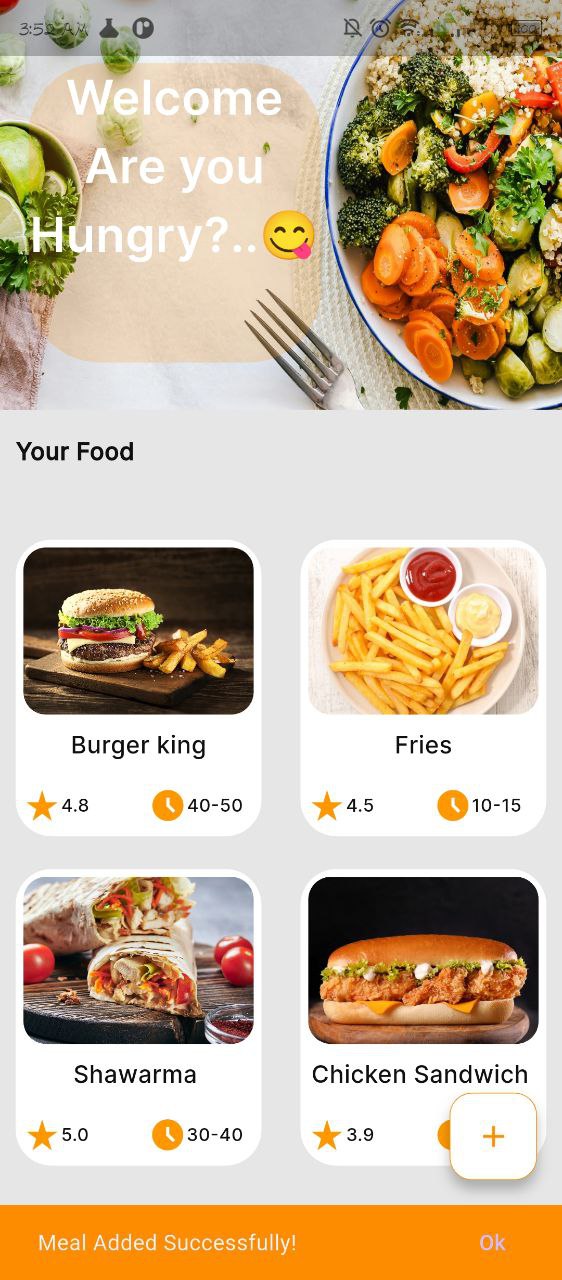 3:52 AM
Welcome
Are you
Hungry?..😋
Your Food
Burger king
Fries
4.8
40-50
4.5
10-15
Shawarma
Chicken Sandwich
5.0
30-40
3.9
+
Meal Added Successfully!
Ok